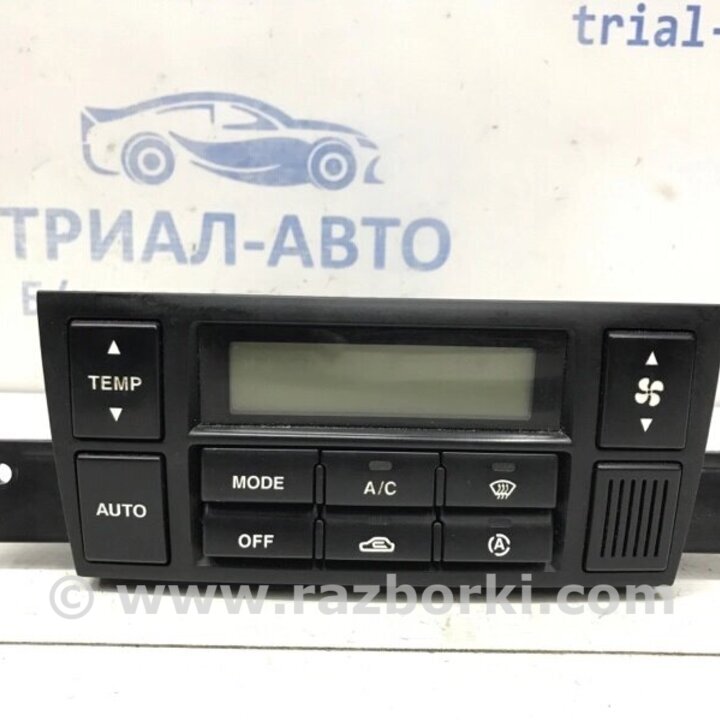 trial-
ТРИАЛ-АВТО
TEMP
MODE
A/C
AUTO
OFF
A
© www.razborki.com